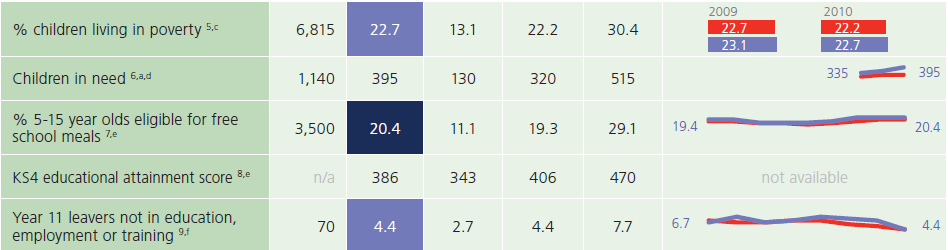 % children living in poverty 5,c 6,815 22.7 13.1 22.2 30.4
2009 2010
22.7 22.2
23.1 22.7
Children in need 6,a,d 1,140 395 130 320 515 335 395
% 5-15 year olds eligible for free
school meals 7,e 3,500 20.4 11.1 19.3 29.1 19.4 20.4
KS4 educational attainment score 8,e n/a 386 343 406 470 not available
Year 11 leavers not in education,
employment or training 9,f 70 4.4 2.7 4.4 7.7 6.7 4.4